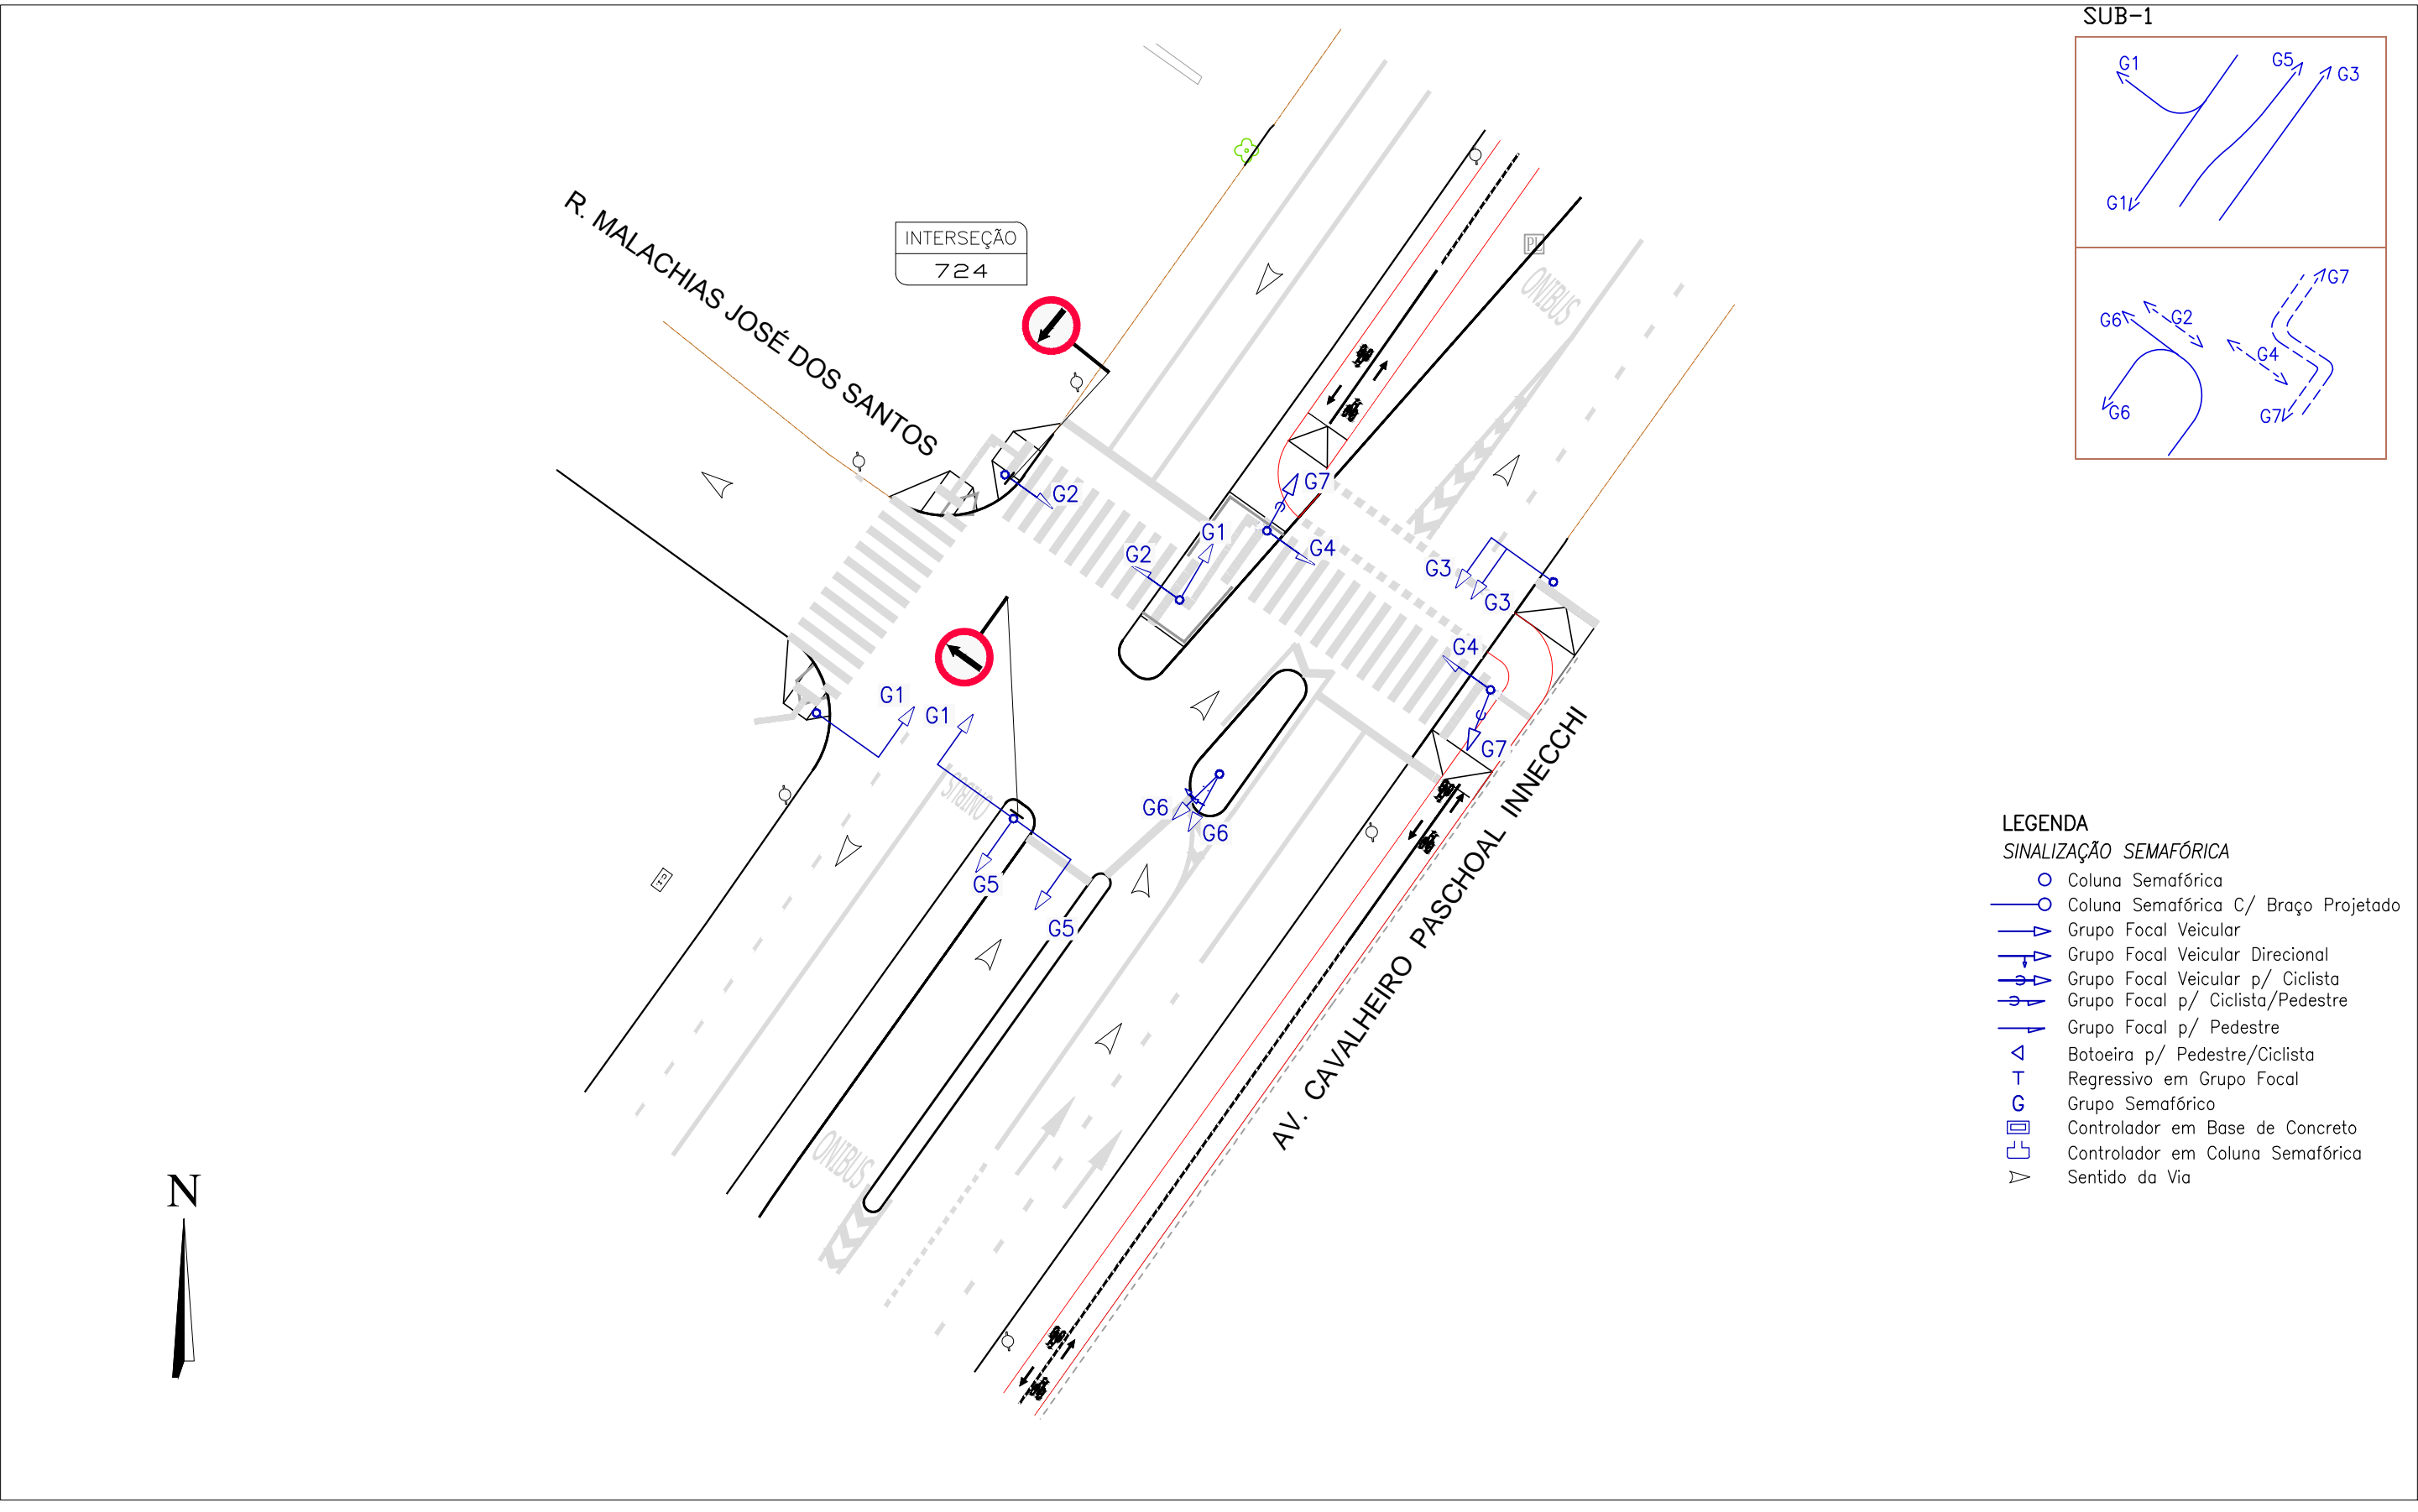 SUB-1
G1
G5
G3
G1
G7
G6
G2
G4
G6
G7
R. MALACHIAS JOSÉ DOS SANTOS
INTERSEÇÃO
724
PL
ONIBUS
G2
G7
G1
G2
G4
G3
G3
G4
G1
G1
G7
ONIBUS
G6
G6
G5
G5
AV. CAVALHEIRO PASCHOAL INNECCHI
ONIBUS
N
LEGENDA
SINALIZAÇÃO SEMAFÓRICA
Coluna Semafórica
Coluna Semafórica C/ Braço Projetado
Grupo Focal Veicular
Grupo Focal Veicular Direcional
Grupo Focal Veicular p/ Ciclista
Grupo Focal p/ Ciclista/Pedestre
Grupo Focal p/ Pedestre
Botoeira p/ Pedestre/Ciclista
T Regressivo em Grupo Focal
G Grupo Semafórico
Controlador em Base de Concreto
Controlador em Coluna Semafórica
Sentido da Via